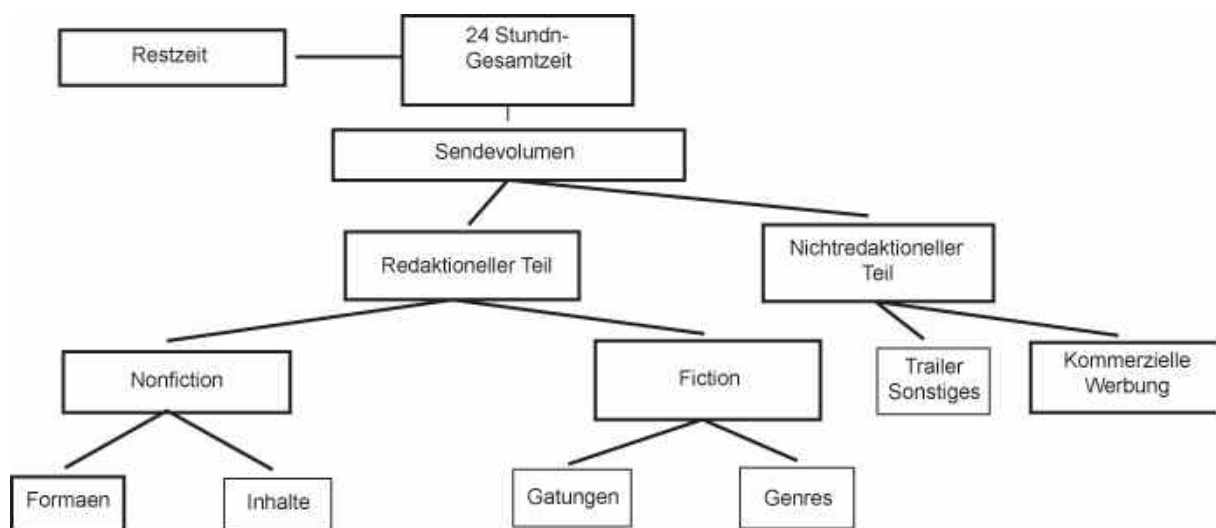 24 Stundn-
Gesamtzeit
Restzeit
Sendevolumen
Redaktioneller Teil
Nichtredaktioneller
Teil
Nonfiction
Fiction
Trailer
Sonstiges
Kommerzielle
Werbung
Formaen
Inhalte
Gatungen
Genres